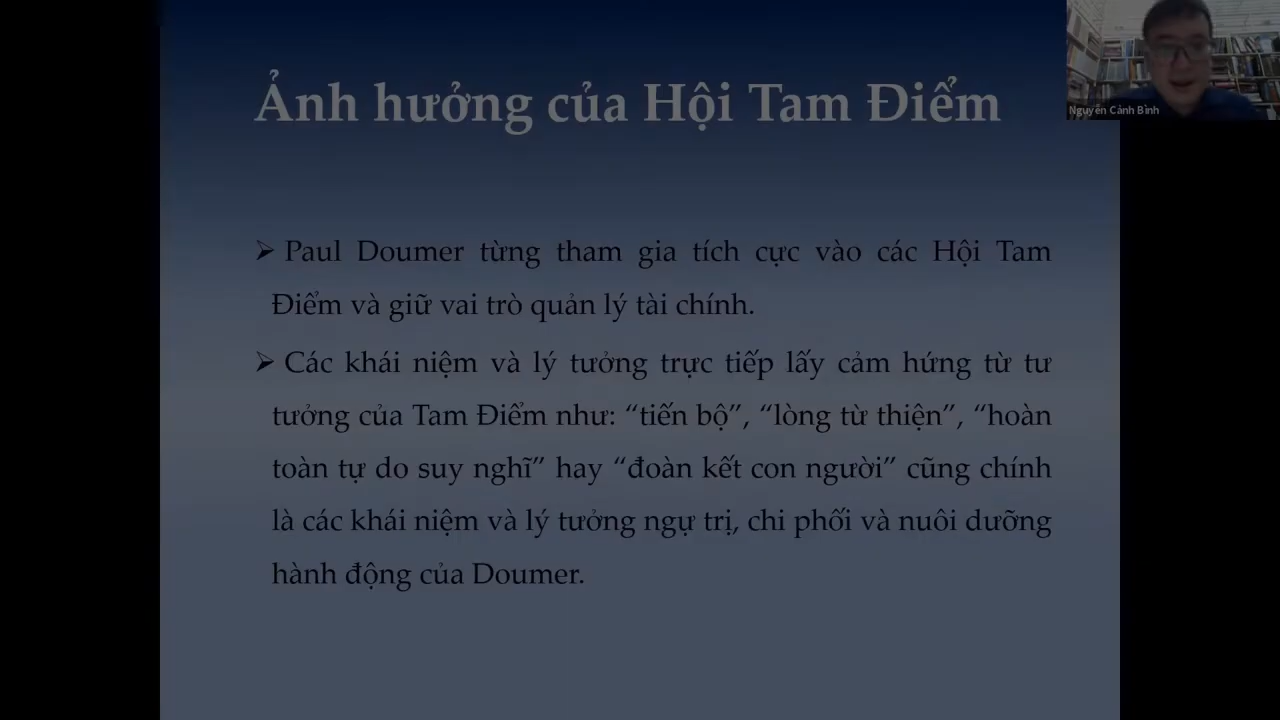 Ảnh hưởng của Hội Tam Điểm
Nguyễn Cảnh Bình
➢ Paul Doumer từng tham gia tích cực vào các Hội Tam
Điểm và giữ vai trò quản lý tài chính.
➢ Các khái niệm và lý tưởng trực tiếp lấy cảm hứng từ tư
tưởng của Tam Điểm như: “tiến bộ”, “lòng từ thiện”, “hoàn
toàn tự do suy nghĩ” hay “đoàn kết con người” cũng chính
là các khái niệm và lý tưởng ngự trị, chi phối và nuôi dưỡng
hành động của Doumer.